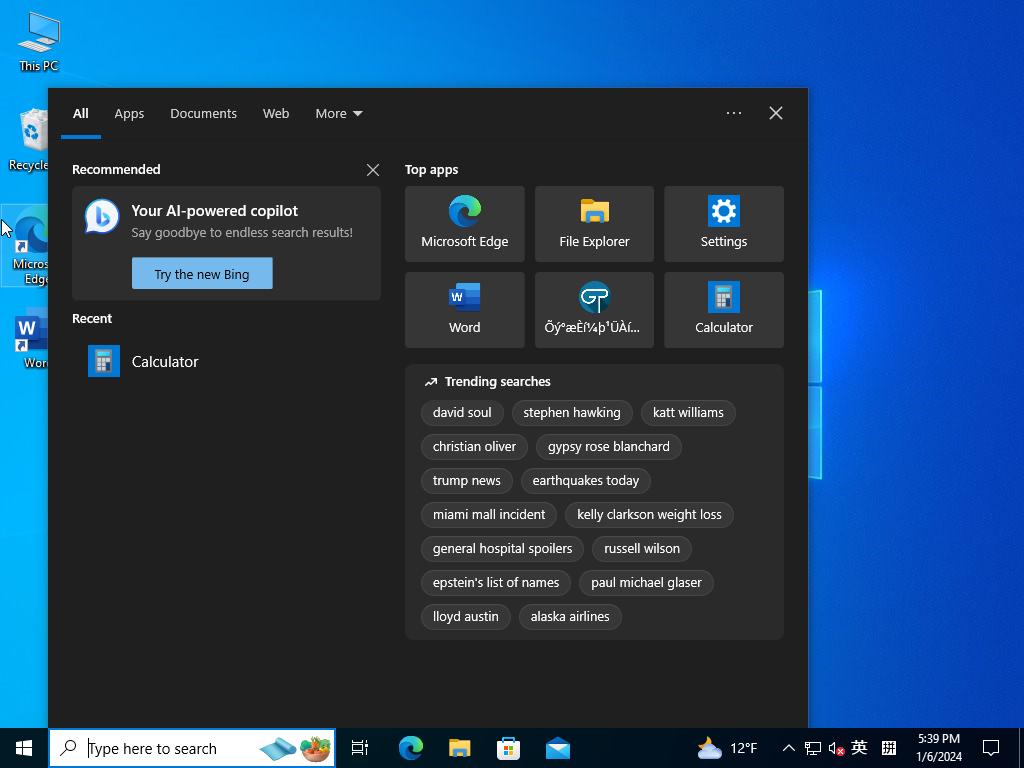 This PC
Recycle
Micros
Edge
Word
All
Apps
Documents
Web
More
Recommended
Your AI-powered copilot
Say goodbye to endless search results!
Try the new Bing
Recent
Calculator
Top apps
Microsoft Edge
File Explorer
Settings
Word
Õý°æÈí¼þ¹ÜÀí...
Calculator
Trending searches
david soul
stephen hawking
katt williams
christian oliver
gypsy rose blanchard
trump news
earthquakes today
miami mall incident
kelly clarkson weight loss
general hospital spoilers
russell wilson
epstein's list of names
paul michael glaser
lloyd austin
alaska airlines
Type here to search
12°F
英
拼
5:39 PM
1/6/2024